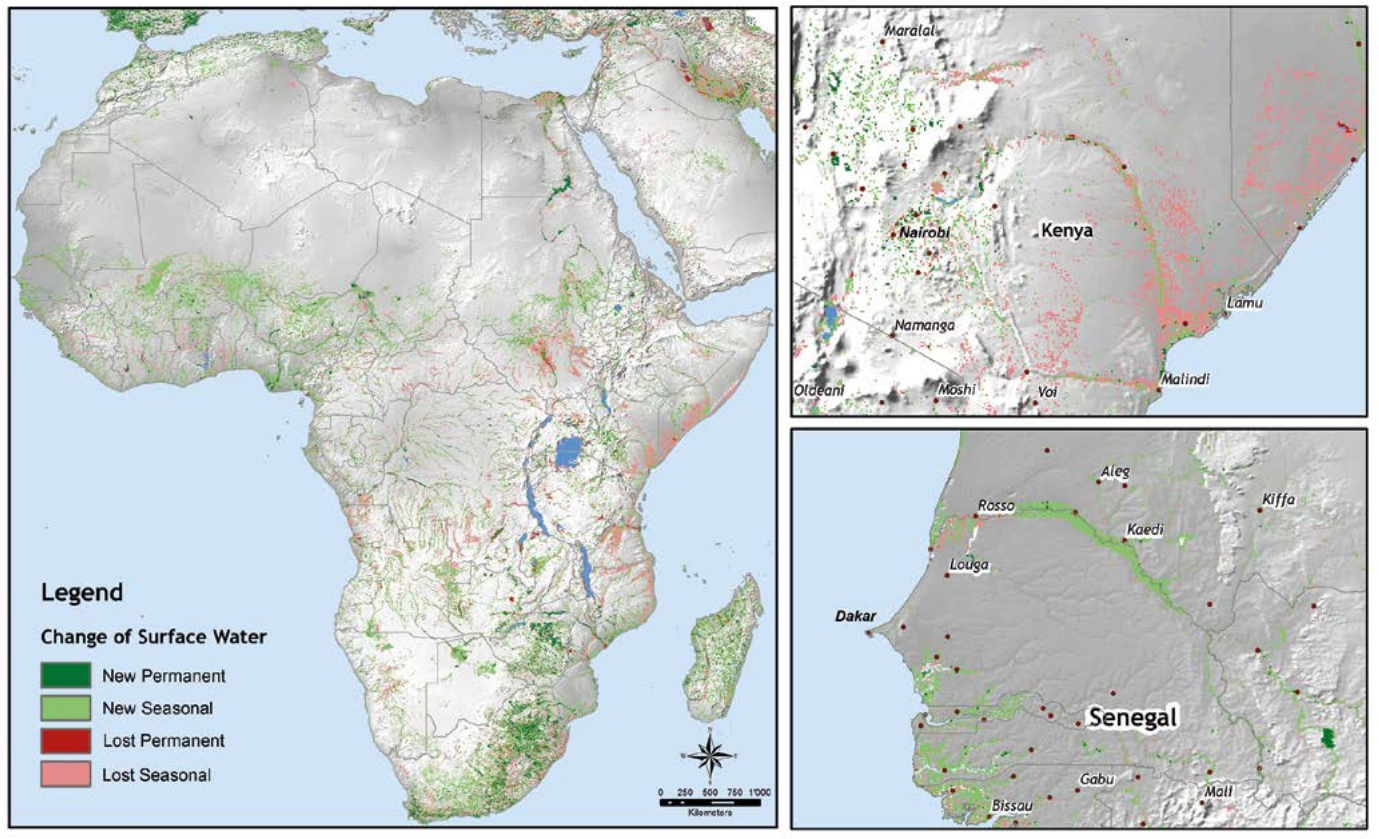 Legend
Change of Surface Water
New Permanent
New Seasonal
Lost Permanent
Lost Seasonal
N
W E
S
0 250 500 750 1'000
Kilometers
Maralal
Nairobi
Kenya
Lamu
Namanga
Malindi
Oldeani
Moshi
Voi
Aleg
Rosso
Kiffa
Kaedi
Louga
Dakar
Senegal
Gabu
Mali
Bissau